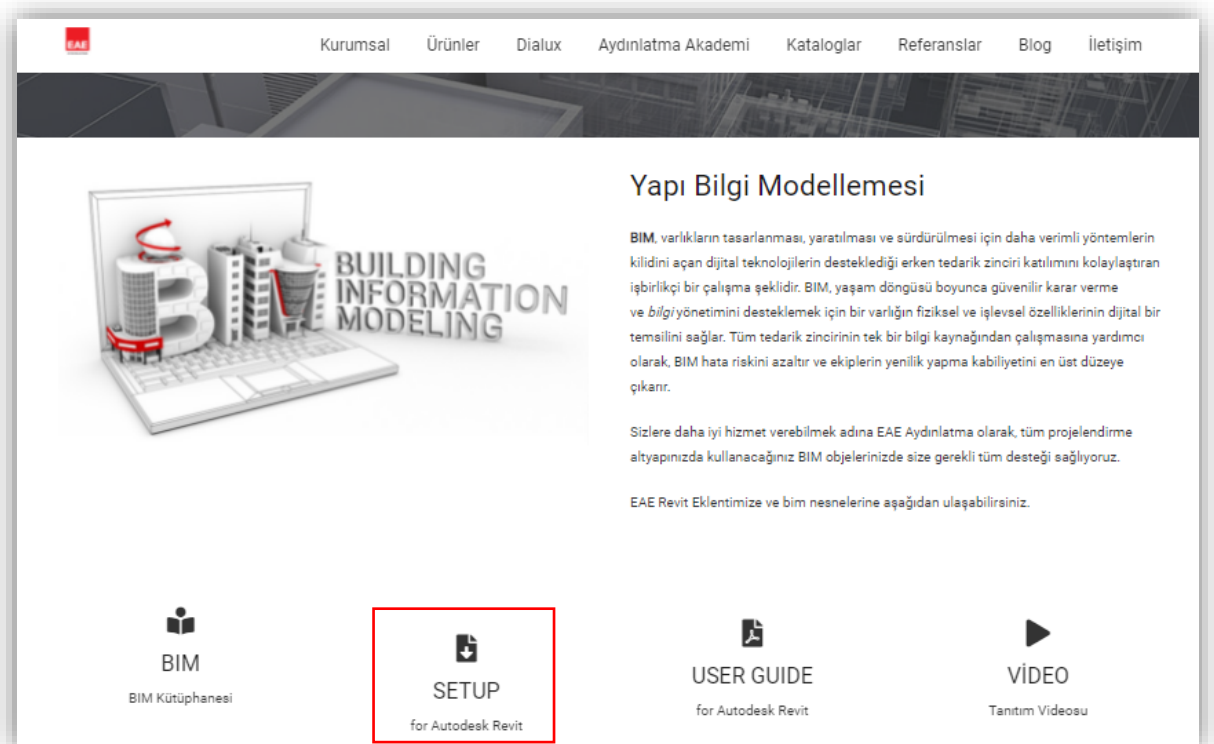 EAE
Kurumsal Ürünler Dialux Aydınlatma Akademi Kataloglar Referanslar Blog İletişim
BUILDING
INFORMATION
MODELING
Yapı Bilgi Modellemesi
BIM, varlıkların tasarlanması, yaratılması ve sürdürülmesi için daha verimli yöntemlerin
kilidini açan dijital teknolojilerin desteklediği erken tedarik zinciri katılımını kolaylaştıran
işbirlikçi bir çalışma şeklidir. BIM, yaşam döngüsü boyunca güvenilir karar verme
ve bilgi yönetimini desteklemek için bir varlığın fiziksel ve işlevsel özelliklerinin dijital bir
temsilini sağlar. Tüm tedarik zincirinin tek bir bilgi kaynağından çalışmasına yardımcı
olarak, BIM hata riskini azaltır ve ekiplerin yenilik yapma kabiliyetini en üst düzeye
çıkarır.
Sizlere daha iyi hizmet verebilmek adına EAE Aydınlatma olarak, tüm projelendirme
altyapınızda kullanacağınız BIM objelerinizde size gerekli tüm desteği sağlıyoruz.
EAE Revit Eklentimize ve bim nesnelerine aşağıdan ulaşabilirsiniz.
BIM
BIM Kütüphanesi
SETUP
for Autodesk Revit
USER GUIDE
for Autodesk Revit
VİDEO
Tanıtım Videosu